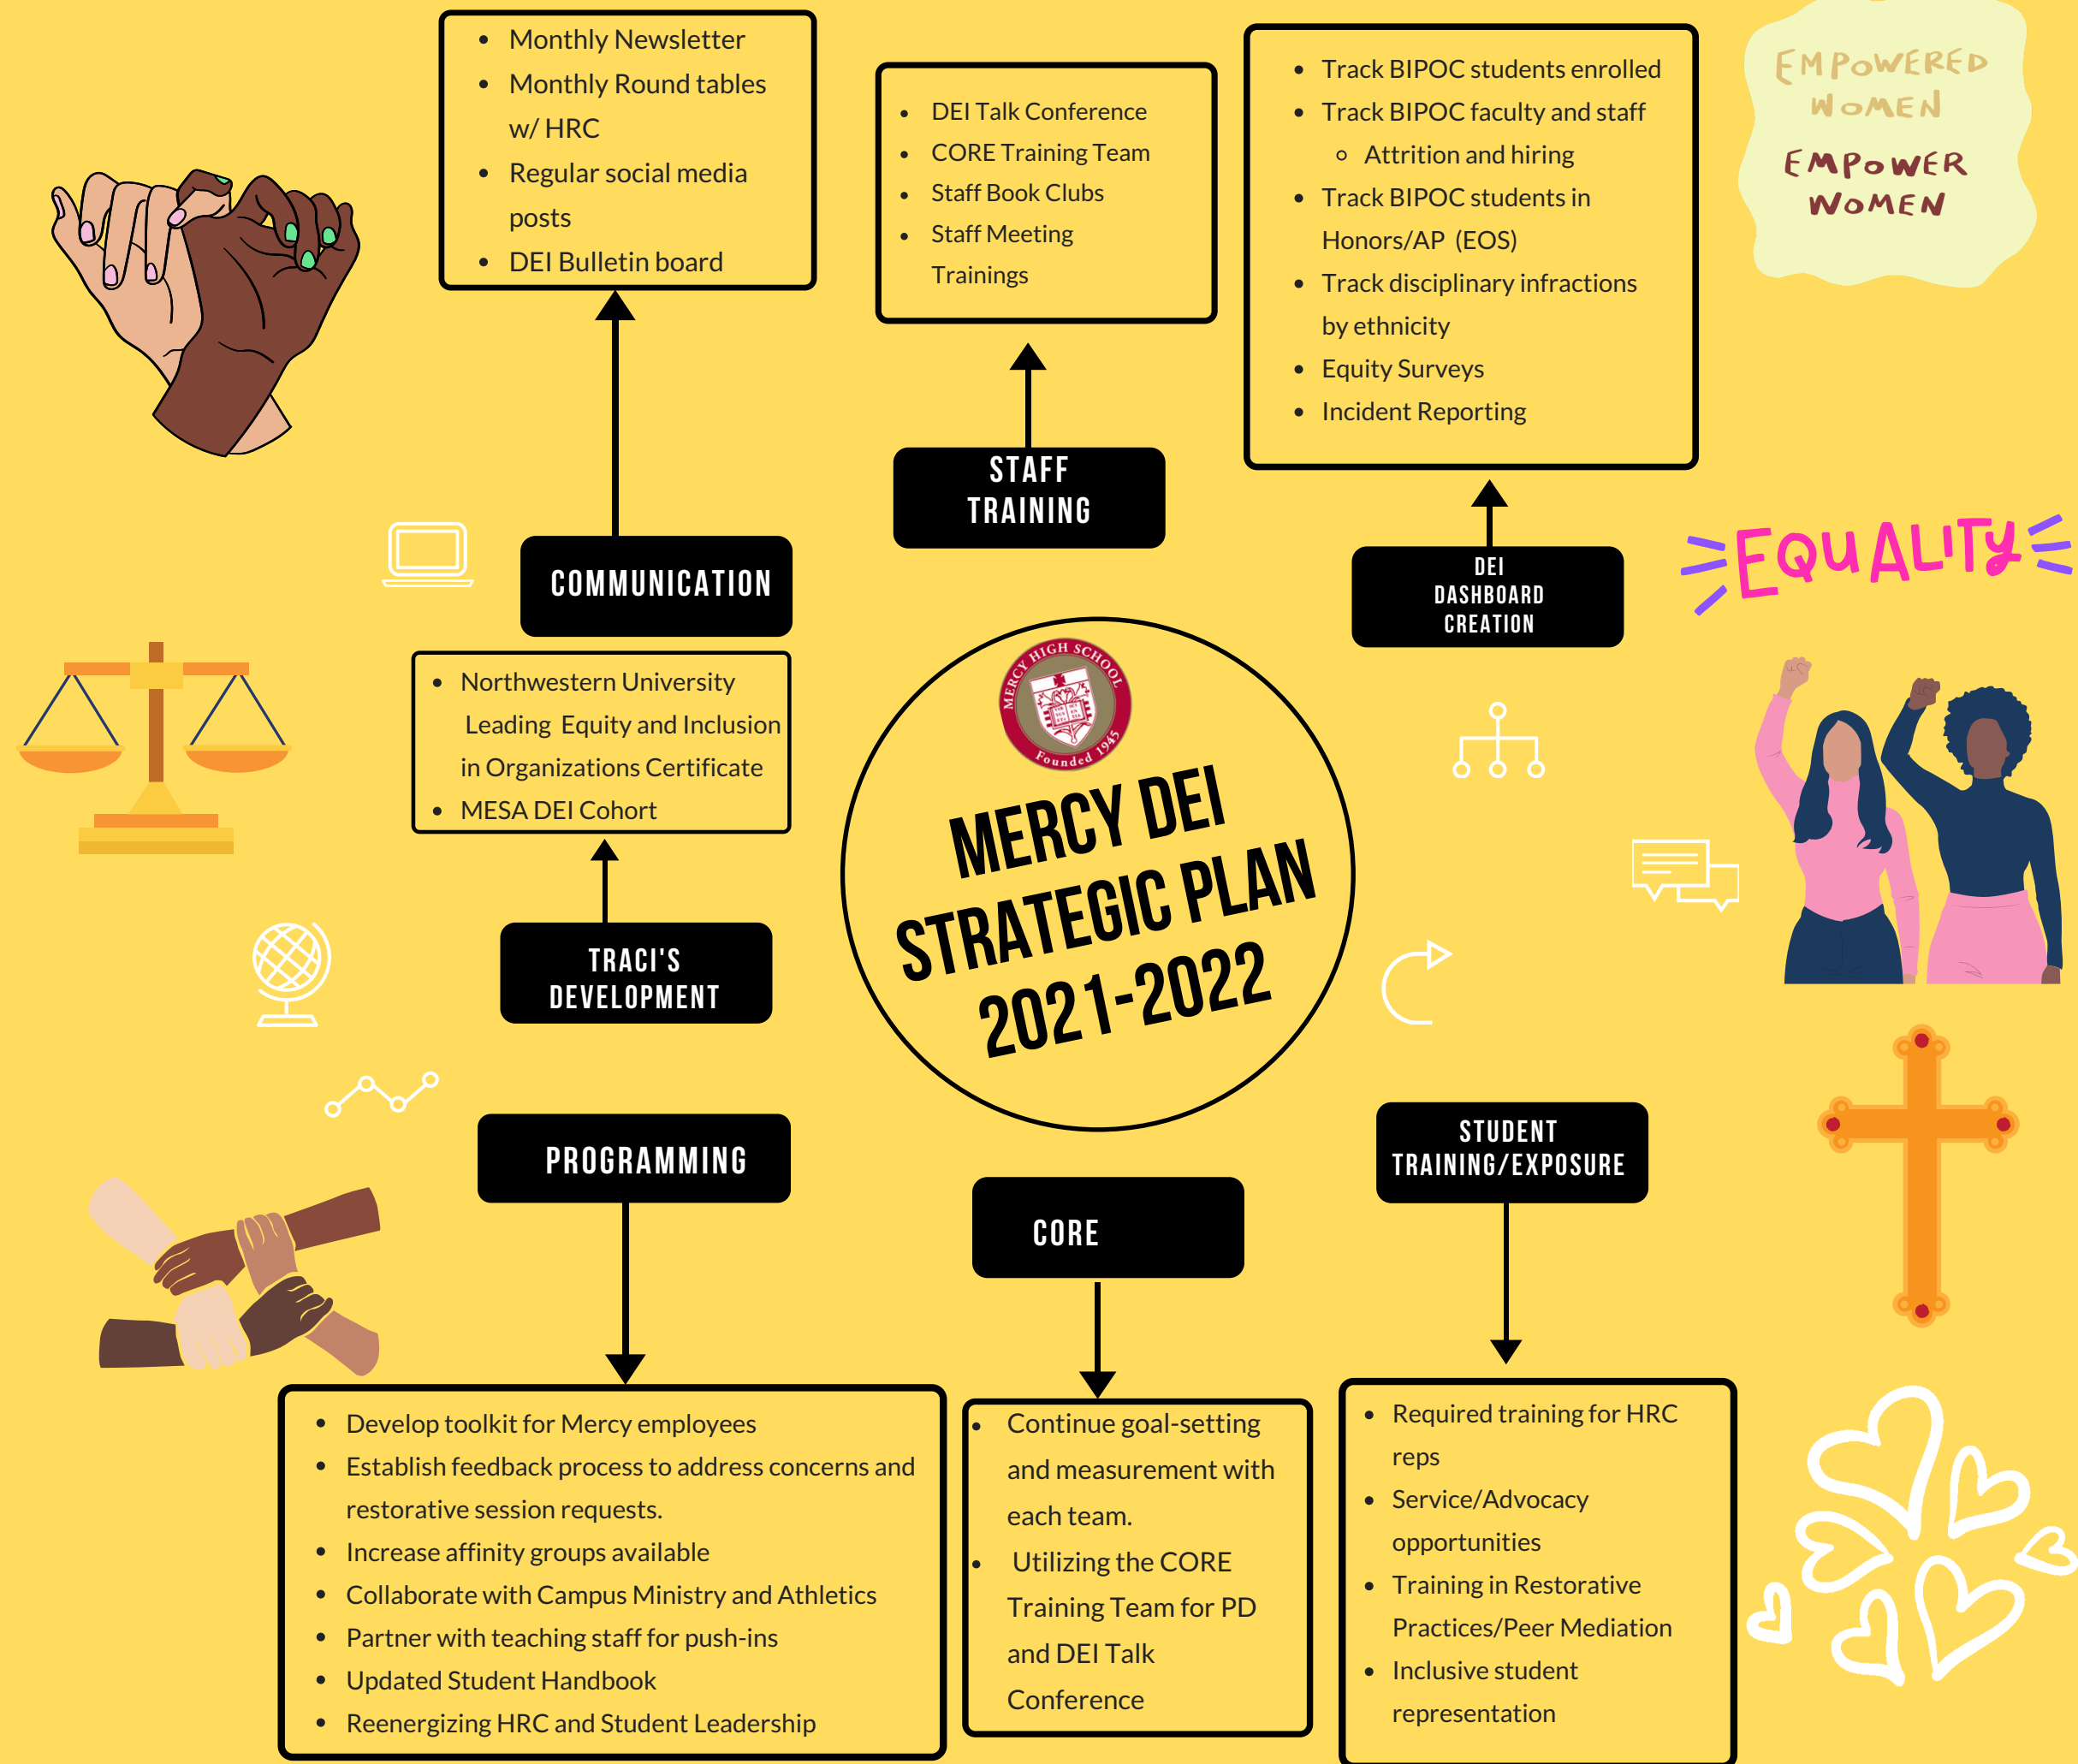 Monthly Newsletter
Monthly Round tables
w/ HRC
Regular social media
posts
DEI Bulletin board
DEI Talk Conference
CORE Training Team
Staff Book Clubs
Staff Meeting
Trainings
Track BIPOC students enrolled
Track BIPOC faculty and staff
Attrition and hiring
Track BIPOC students in
Honors/AP (EOS)
Track disciplinary infractions
by ethnicity
Equity Surveys
Incident Reporting
EMPOWERED
WOMEN
EMPOWER
WOMEN
STAFF
TRAINING
COMMUNICATION
DEI
DASHBOARD
CREATION
EQUALITY
Northwestern University
Leading Equity and Inclusion
in Organizations Certificate
MESA DEI Cohort
TRACI'S
DEVELOPMENT
MERCY HIGH SCHOOL
Founded 1945
MERCY DEI
STRATEGIC PLAN
2021-2022
PROGRAMMING
CORE
STUDENT
TRAINING/EXPOSURE
Develop toolkit for Mercy employees
Establish feedback process to address concerns and
restorative session requests.
Increase affinity groups available
Collaborate with Campus Ministry and Athletics
Partner with teaching staff for push-ins
Updated Student Handbook
Reenergizing HRC and Student Leadership
Continue goal-setting
and measurement with
each team.
Utilizing the CORE
Training Team for PD
and DEI Talk
Conference
Required training for HRC
reps
Service/Advocacy
opportunities
Training in Restorative
Practices/Peer Mediation
Inclusive student
representation